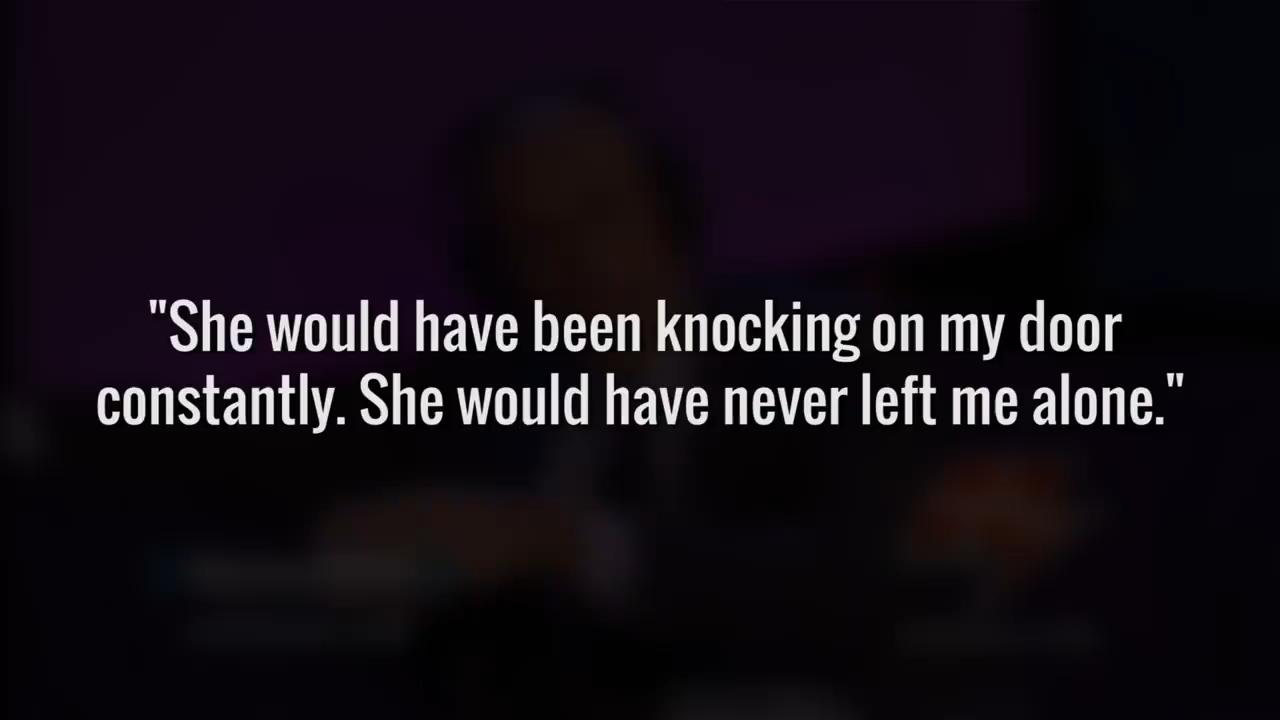 "She would have been knocking on my door
constantly. She would have never left me alone."